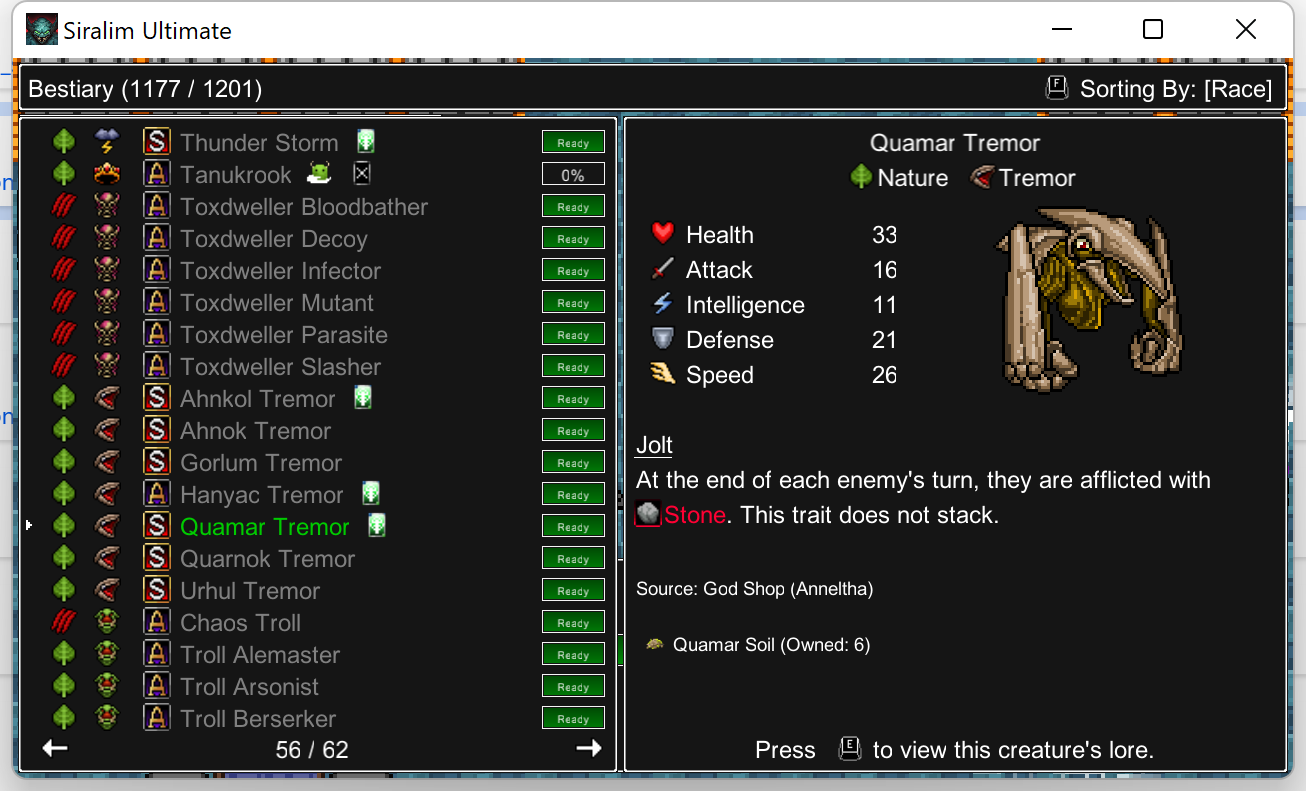 Siralim Ultimate
Bestiary (1177 / 1201)
F Sorting By: [Race]
S Thunder Storm Ready
A Tanukrook 0%
A Toxdweller Bloodbather Ready
A Toxdweller Decoy Ready
A Toxdweller Infector Ready
A Toxdweller Mutant Ready
A Toxdweller Parasite Ready
A Toxdweller Slasher Ready
S Ahnkol Tremor Ready
S Ahnok Tremor Ready
S Gorlum Tremor Ready
A Hanyac Tremor Ready
S Quamar Tremor Ready
S Quarnok Tremor Ready
S Urhul Tremor Ready
A Chaos Troll Ready
A Troll Alemaster Ready
A Troll Arsonist Ready
A Troll Berserker Ready
56 / 62
Quamar Tremor
Nature Tremor
Health 33
Attack 16
Intelligence 11
Defense 21
Speed 26
Jolt
At the end of each enemy's turn, they are afflicted with
Stone. This trait does not stack.
Source: God Shop (Anneltha)
Quamar Soil (Owned: 6)
Press E to view this creature's lore.